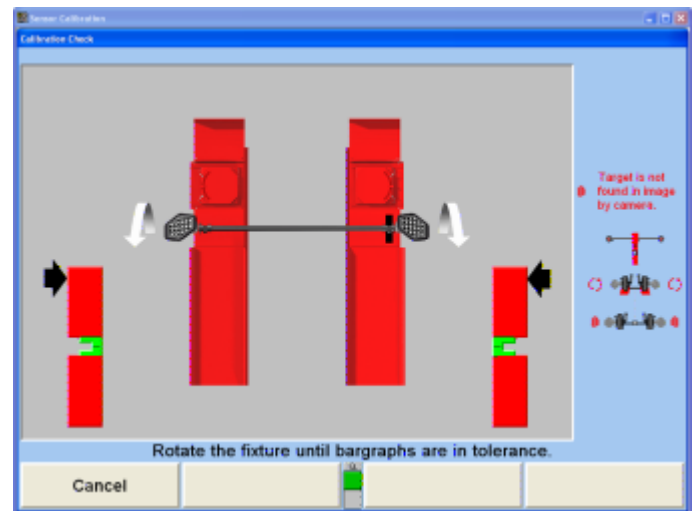 Sensor Calibration
Calibration Check
Target is not
found in image
by camera.
Rotate the fixture until bargraphs are in tolerance.
Cancel